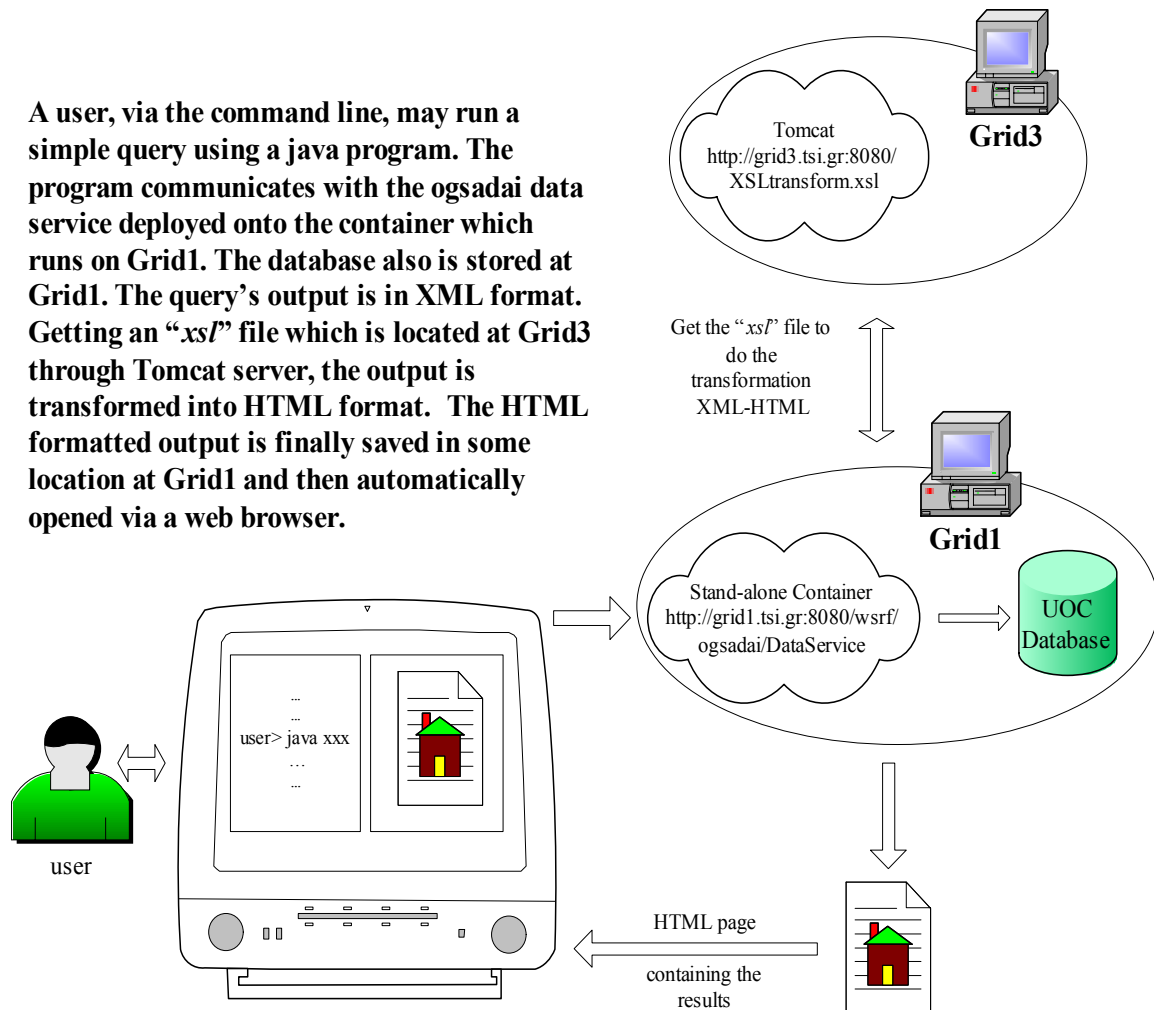 A user, via the command line, may run a
simple query using a java program. The
program communicates with the ogsadai data
service deployed onto the container which
runs on Grid1. The database also is stored at
Grid1. The query’s output is in XML format.
Getting an “xsl” file which is located at Grid3
through Tomcat server, the output is
transformed into HTML format. The HTML
formatted output is finally saved in some
location at Grid1 and then automatically
opened via a web browser.
Tomcat
http://grid3.tsi.gr:8080/
XSLtransform.xsl
Grid3
Get the “xsl” file to
do the
transformation
XML-HTML
Grid1
Stand-alone Container
http://grid1.tsi.gr:8080/wsrf/
ogsadai/DataService
UOC
Database
...
...
user> java xxx
...
...
user
HTML page
containing the
results